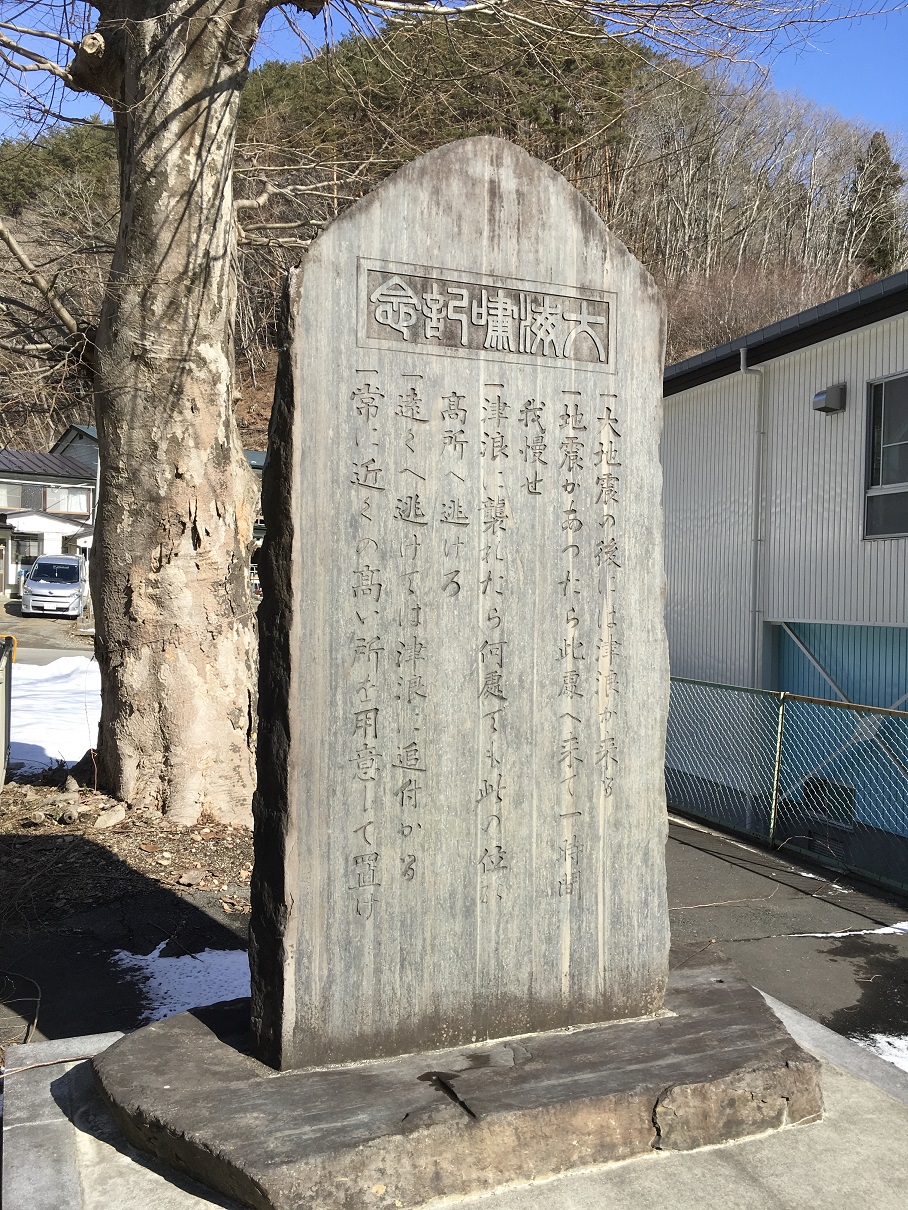 大海嘯記念
一大地震の後には津浪が来る
一地震があつたら此処へ来て一時間
我慢せ
一津浪に襲れたら何処でも此の位の
高所へ逃げろ
一遠くへ逃げては津浪に追付かる
一常に近くの高い所を用意して置け